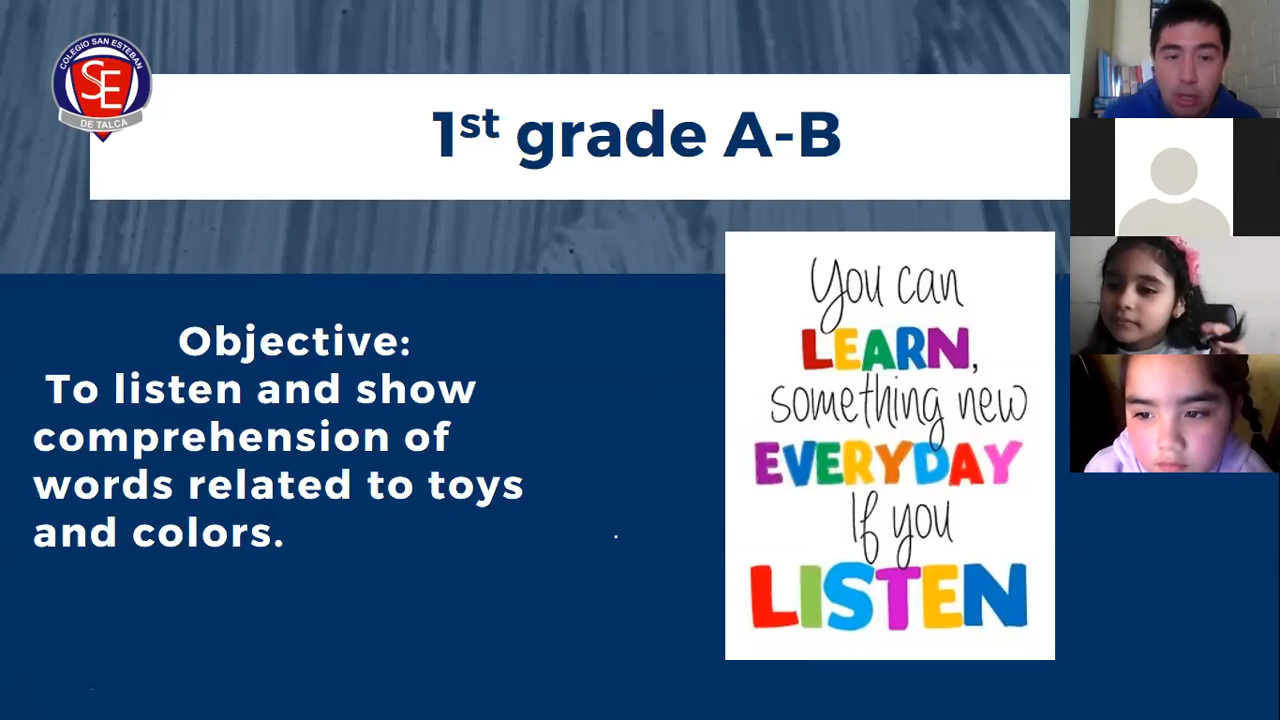 COLEGIO SAN ESTEBAN
SE
DE TALCA
1st grade A-B
Objective:
To listen and show
comprehension of
words related to toys
and colors.
You can
LEARN,
something new
EVERYDAY
If you
LISTEN